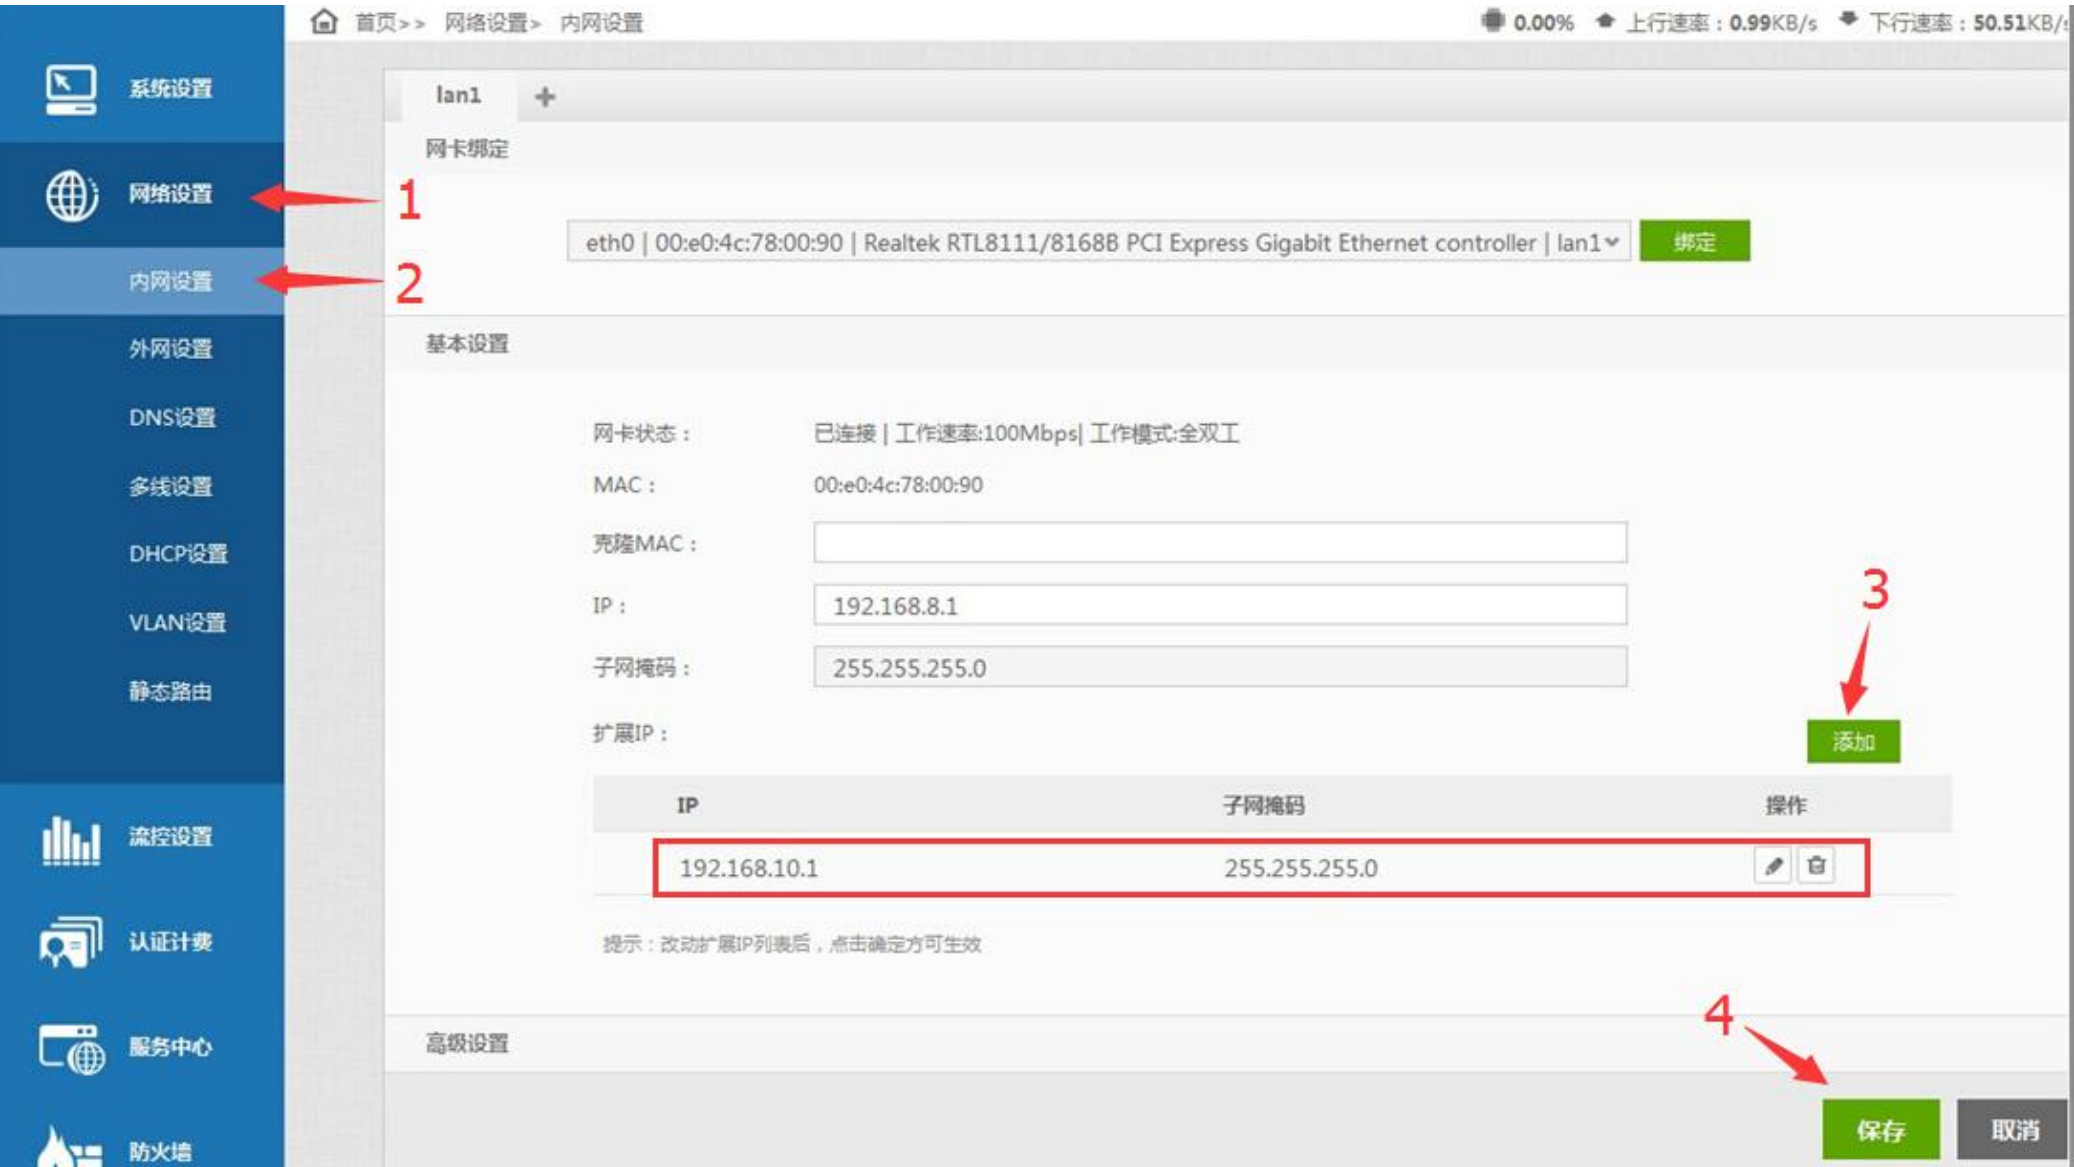 首页>> 网络设置> 内网设置
0.00% 上行速率：0.99KB/s 下行速率：50.51KB/s
系统设置
网络设置
内网设置
外网设置
DNS设置
多线设置
DHCP设置
VLAN设置
静态路由
流控设置
认证计费
服务中心
防火墙
1
2
lan1 +
网卡绑定
eth0 | 00:e0:4c:78:00:90 | Realtek RTL8111/8168B PCI Express Gigabit Ethernet controller | lan1 绑定
基本设置
网卡状态： 已连接 | 工作速率:100Mbps| 工作模式:全双工
MAC： 00:e0:4c:78:00:90
克隆MAC：
IP： 192.168.8.1
3
子网掩码： 255.255.255.0
扩展IP： 添加
IP 子网掩码 操作
192.168.10.1 255.255.255.0
提示：改动扩展IP列表后，点击确定方可生效
4
高级设置
保存 取消